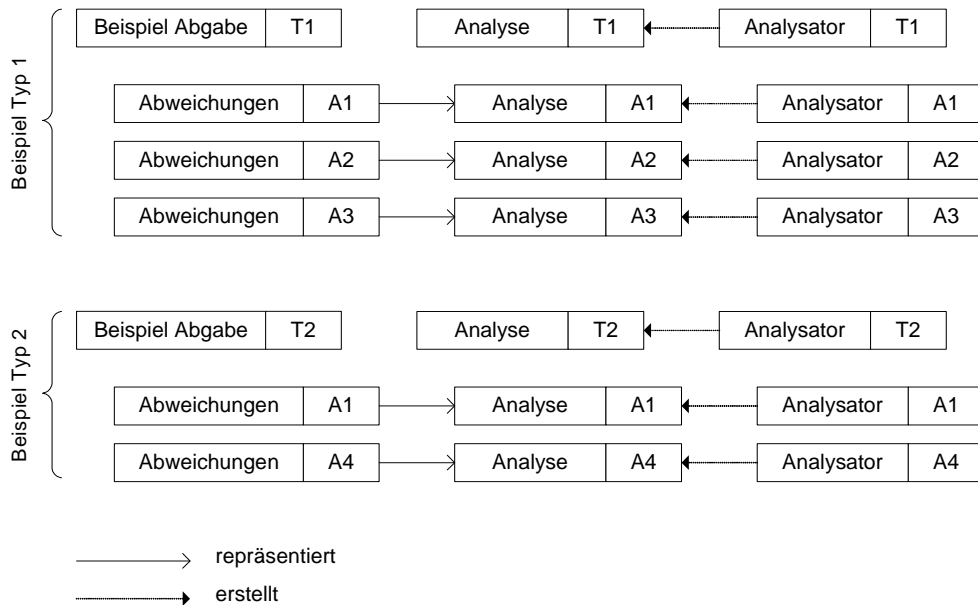 Beispiel Typ 1
Beispiel Abgabe T1 Analyse T1 Analysator T1
Abweichungen A1 Analyse A1 Analysator A1
Abweichungen A2 Analyse A2 Analysator A2
Abweichungen A3 Analyse A3 Analysator A3
Beispiel Typ 2
Beispiel Abgabe T2 Analyse T2 Analysator T2
Abweichungen A1 Analyse A1 Analysator A1
Abweichungen A4 Analyse A4 Analysator A4
repräsentiert
erstellt